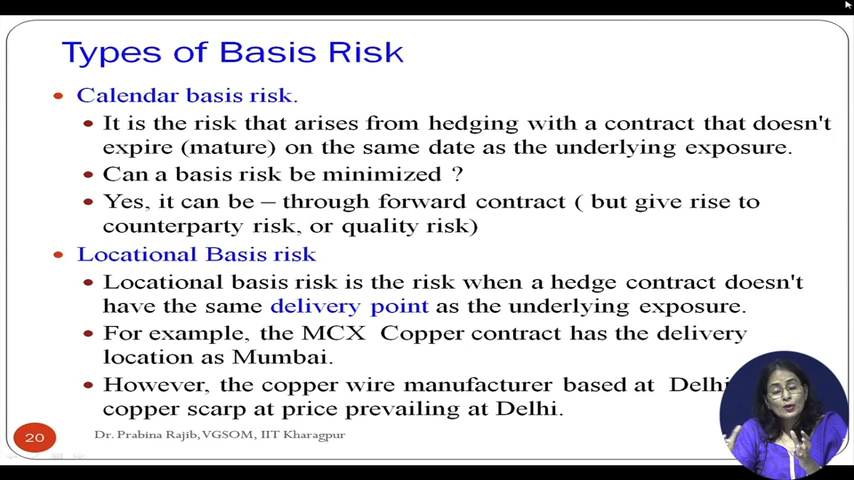 Types of Basis Risk
Calendar basis risk.
It is the risk that arises from hedging with a contract that doesn't
expire (mature) on the same date as the underlying exposure.
Can a basis risk be minimized ?
Yes, it can be – through forward contract ( but give rise to
counterparty risk, or quality risk)
Locational Basis risk
Locational basis risk is the risk when a hedge contract doesn't
have the same delivery point as the underlying exposure.
For example, the MCX Copper contract has the delivery
location as Mumbai.
However, the copper wire manufacturer based at Delhi
copper scarp at price prevailing at Delhi.
20
Dr. Prabina Rajib, VGSOM, IIT Kharagpur